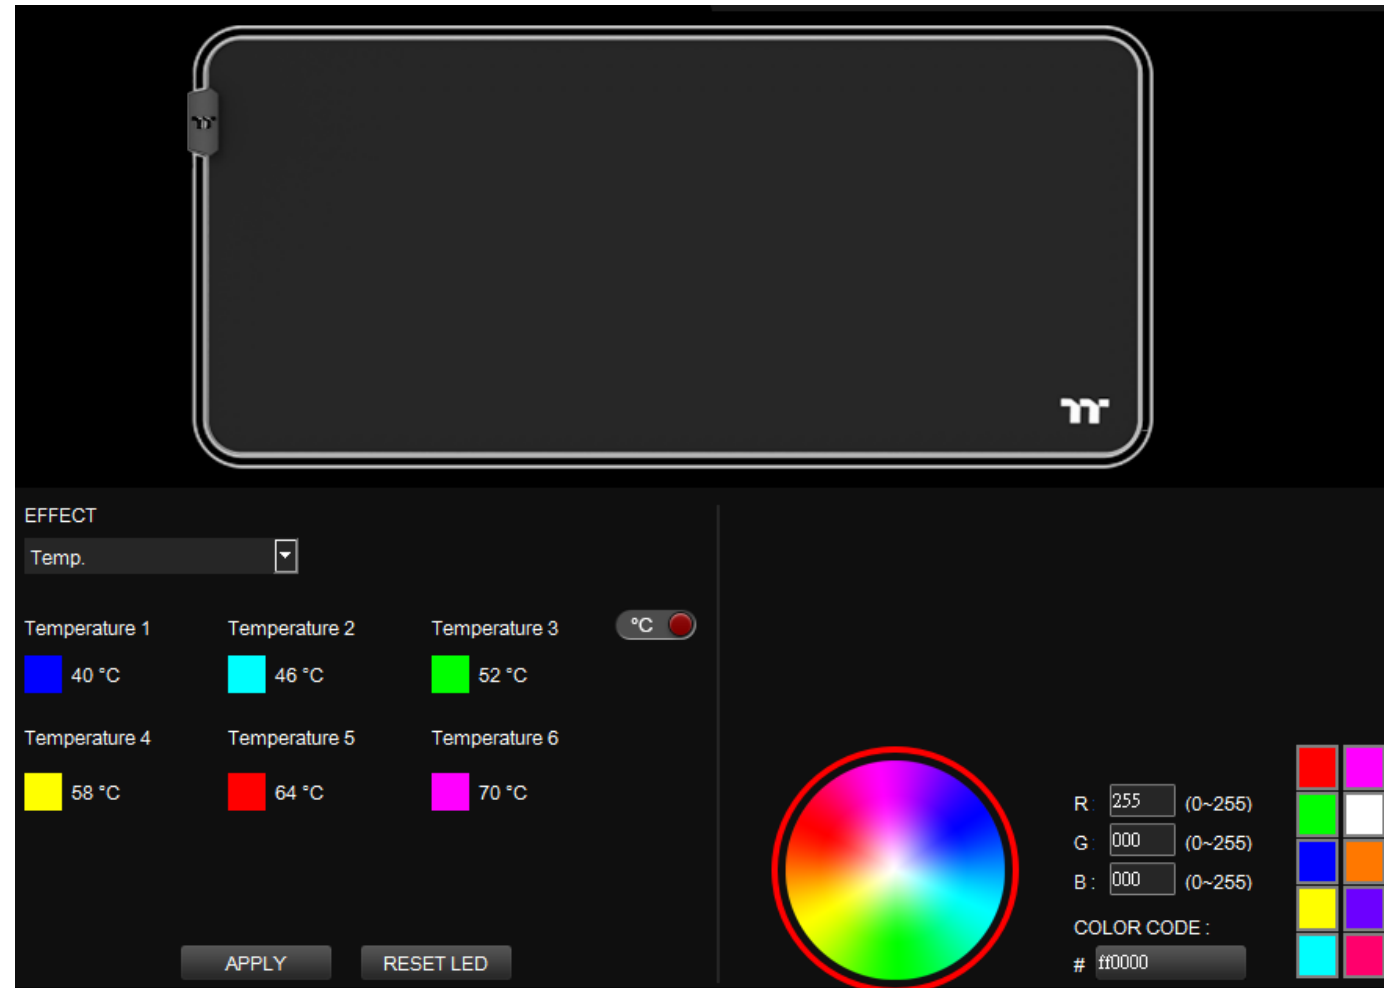 EFFECT
Temp.
Temperature 1 Temperature 2 Temperature 3 °C
40 °C 46 °C 52 °C
Temperature 4 Temperature 5 Temperature 6
58 °C 64 °C 70 °C
R: 255 (0~255)
G: 000 (0~255)
B: 000 (0~255)
COLOR CODE :
# ff0000
APPLY RESET LED